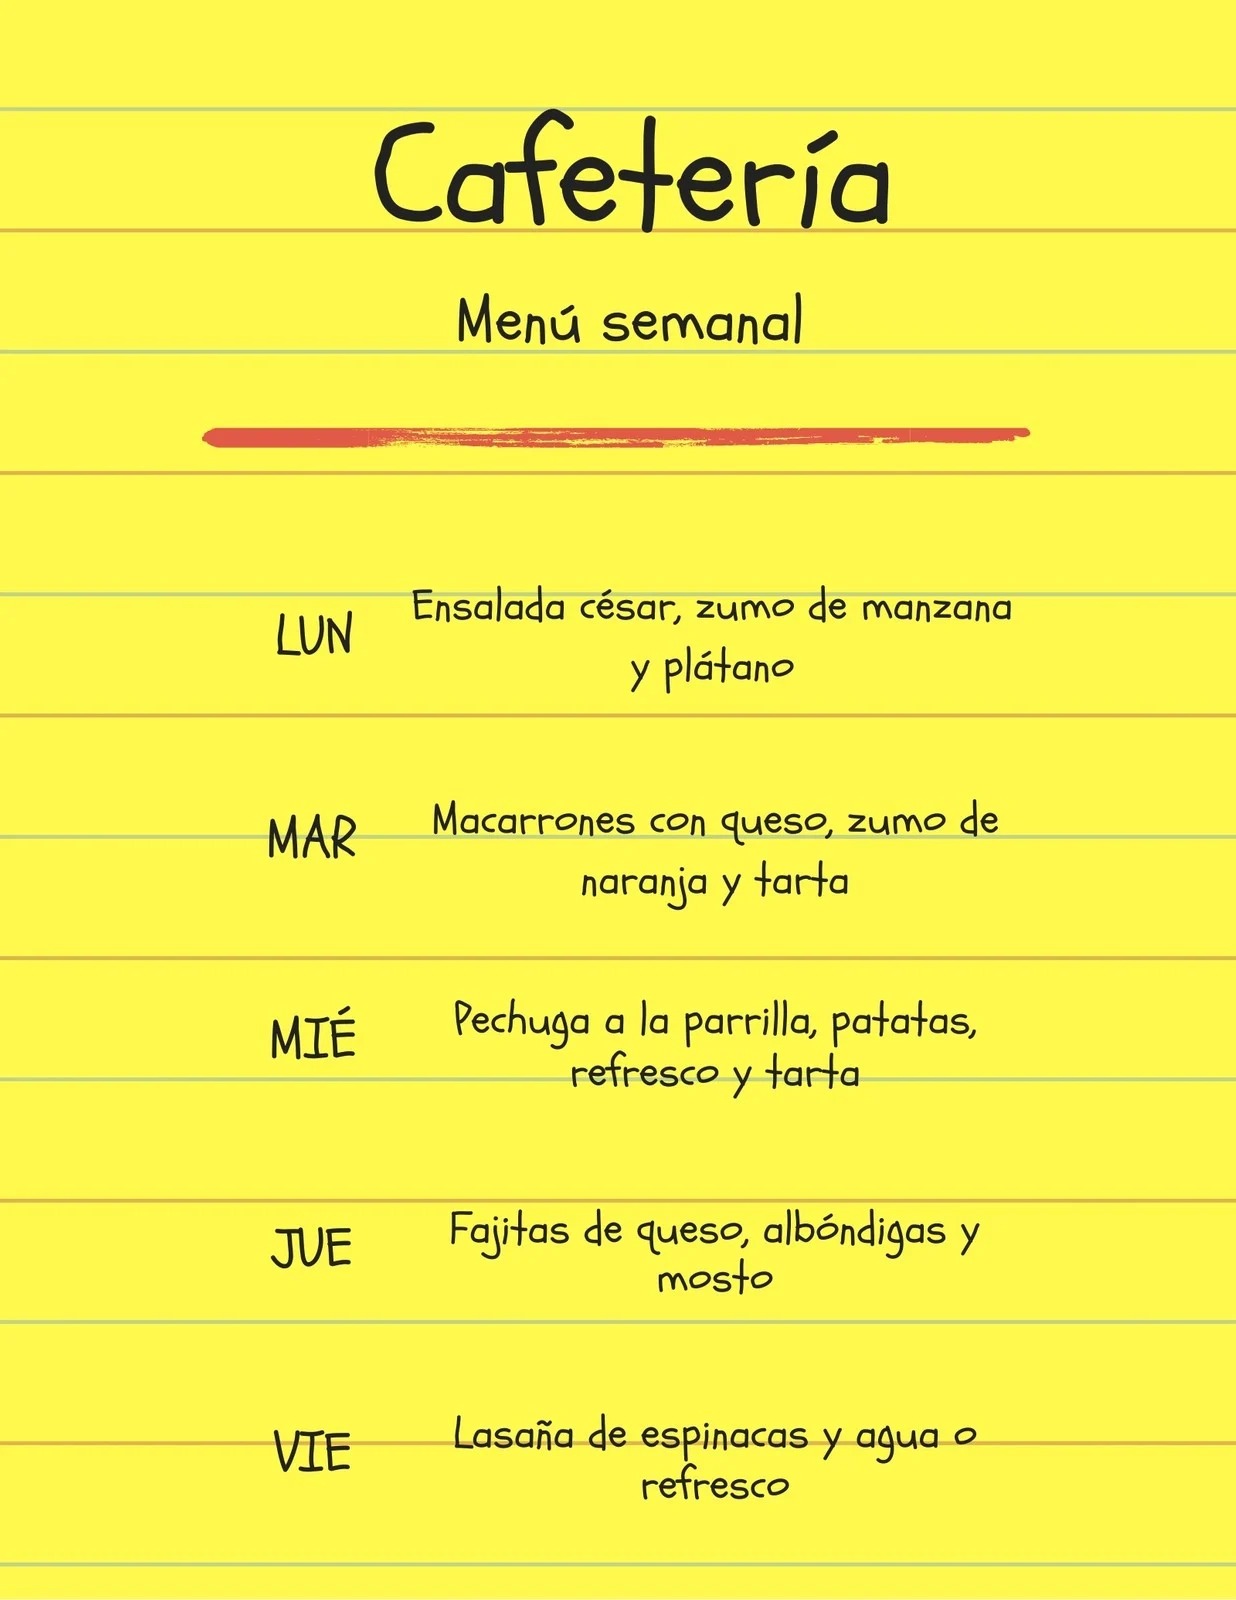 Cafetería
Menú semanal
LUN
Ensalada césar, zumo de manzana
y plátano
MAR
Macarrones con queso, zumo de
naranja y tarta
MIÉ
Pechuga a la parrilla, patatas,
refresco y tarta
JUE
Fajitas de queso, albóndigas y
mosto
VIE
Lasaña de espinacas y agua o
refresco